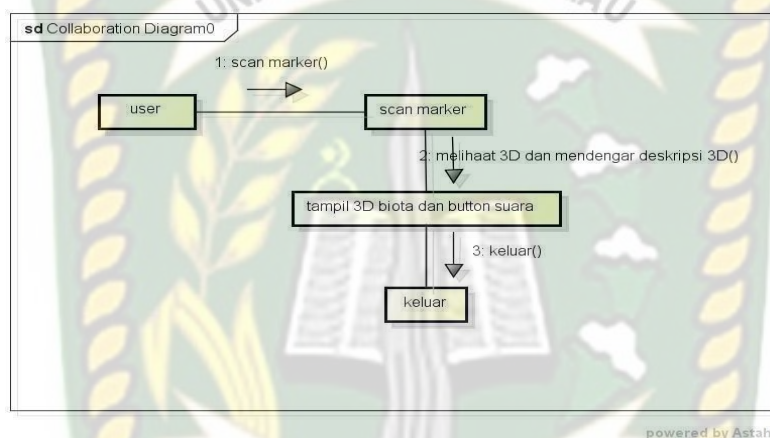 sd Collaboration Diagram0
1: scan marker()
user
scan marker
2: melihaat 3D dan mendengar deskripsi 3D()
tampil 3D biota dan button suara
3: keluar()
keluar
powered by Astah